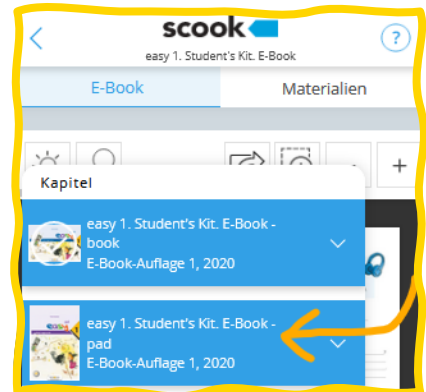 scook
?
easy 1. Student's Kit. E-Book
E-Book Materialien
- +
Kapitel
easy 1. Student's Kit. E-Book -
book
E-Book-Auflage 1, 2020
easy 1. Student's Kit. E-Book -
pad
E-Book-Auflage 1, 2020